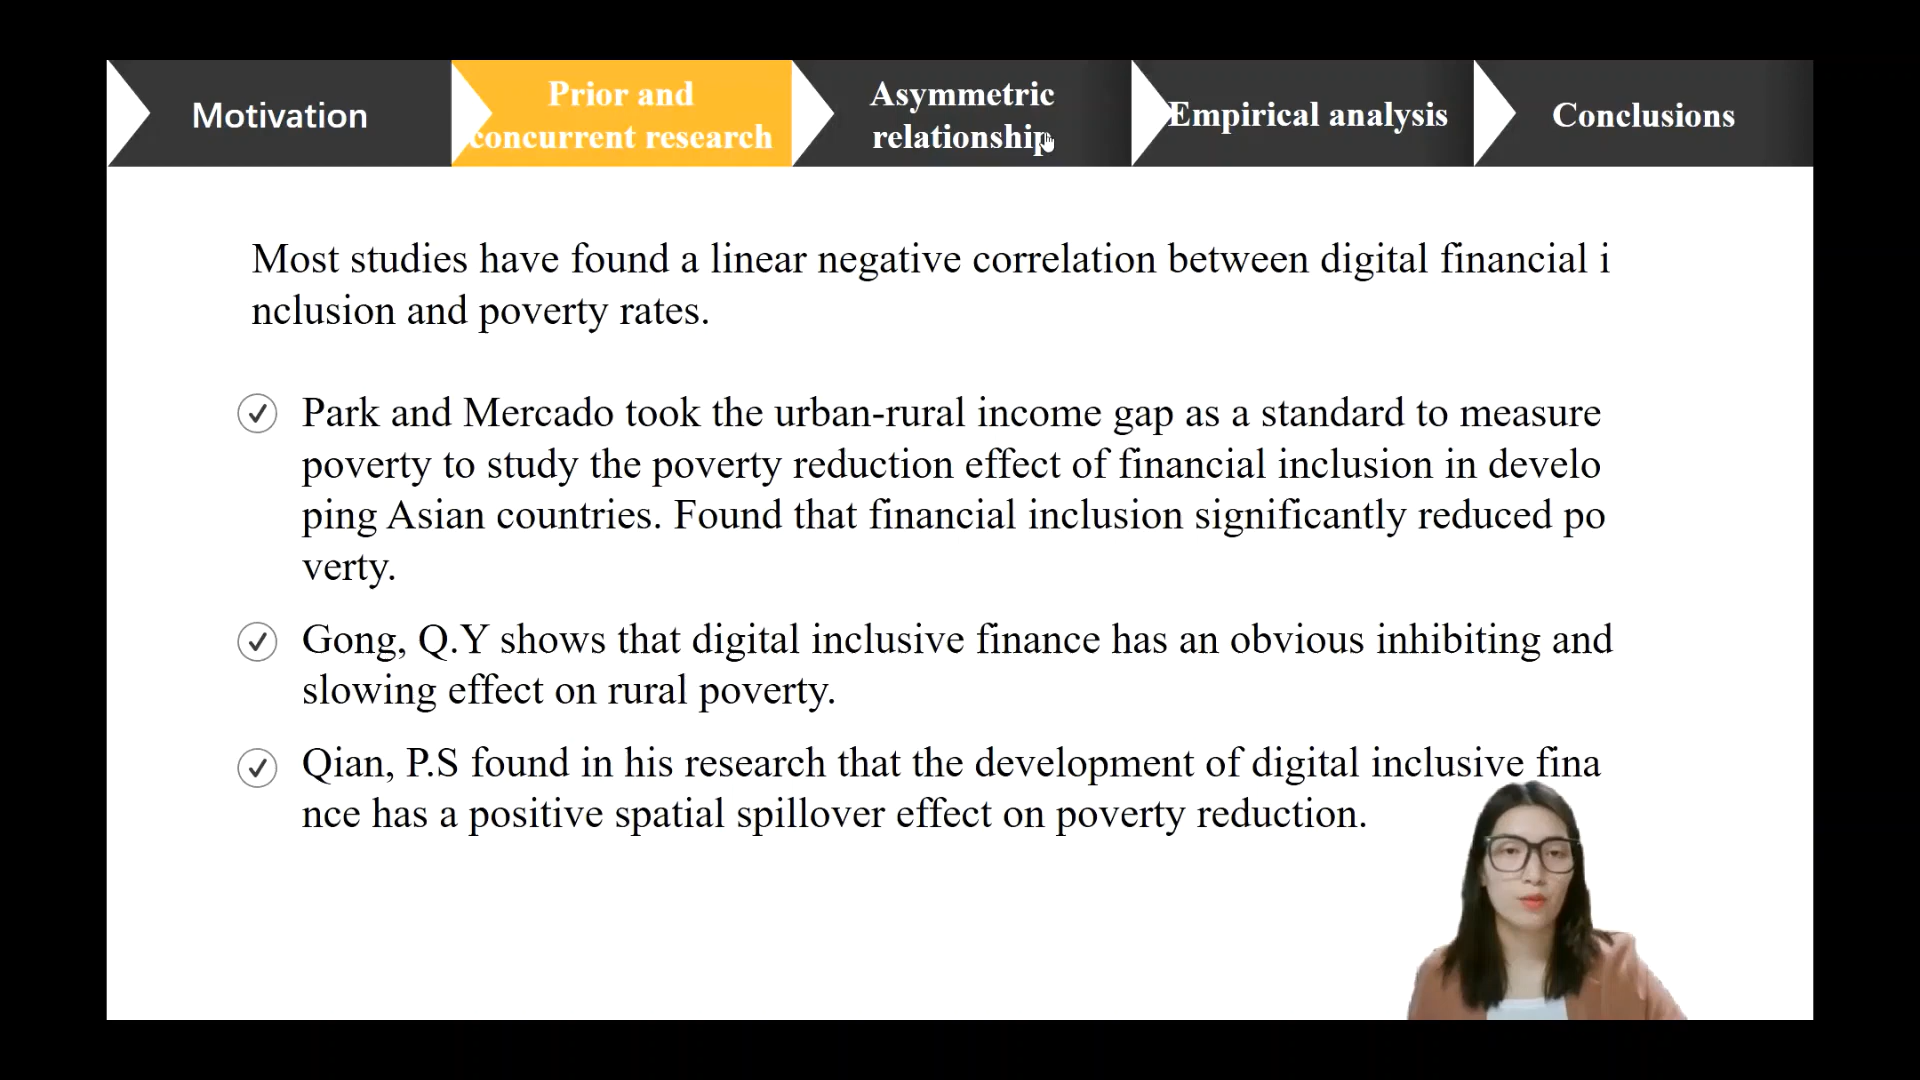 Motivation
Prior and
concurrent research
Asymmetric
relationship
Empirical analysis
Conclusions
Most studies have found a linear negative correlation between digital financial i
nclusion and poverty rates.
Park and Mercado took the urban-rural income gap as a standard to measure
poverty to study the poverty reduction effect of financial inclusion in develo
ping Asian countries. Found that financial inclusion significantly reduced po
verty.
Gong, Q.Y shows that digital inclusive finance has an obvious inhibiting and
slowing effect on rural poverty.
Qian, P.S found in his research that the development of digital inclusive fina
nce has a positive spatial spillover effect on poverty reduction.